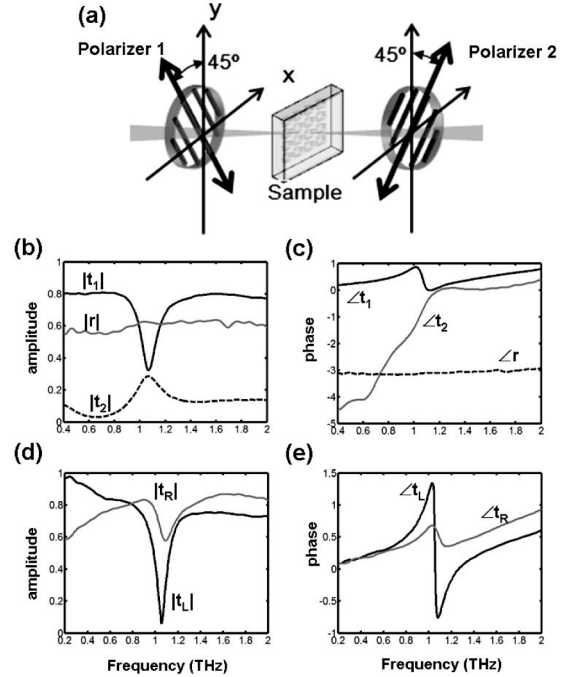 (a)
y
Polarizer 1
45º
x
45º
Polarizer 2
Sample
(b)
(c)
amplitude
0.8
0.6
0.4
0.2
0
|t1|
|r|
|t2|
0.4 0.6 0.8 1.0 1.2 1.4 1.6 1.8 2
phase
1
0
-1
-2
-3
-4
-5
∠t1
∠t2
∠r
0.4 0.6 0.8 1 1.2 1.4 1.6 1.8 2
(d)
(e)
amplitude
1
0.8
0.6
0.4
0.2
0
|tR|
|tL|
0.2 0.4 0.6 0.8 1.0 1.2 1.4 1.6 1.8 2
Frequency (THz)
phase
1.5
1
0.5
0
-0.5
-1
∠tL
∠tR
0.2 0.4 0.6 0.8 1.0 1.2 1.4 1.6 1.8 2
Frequency (THz)